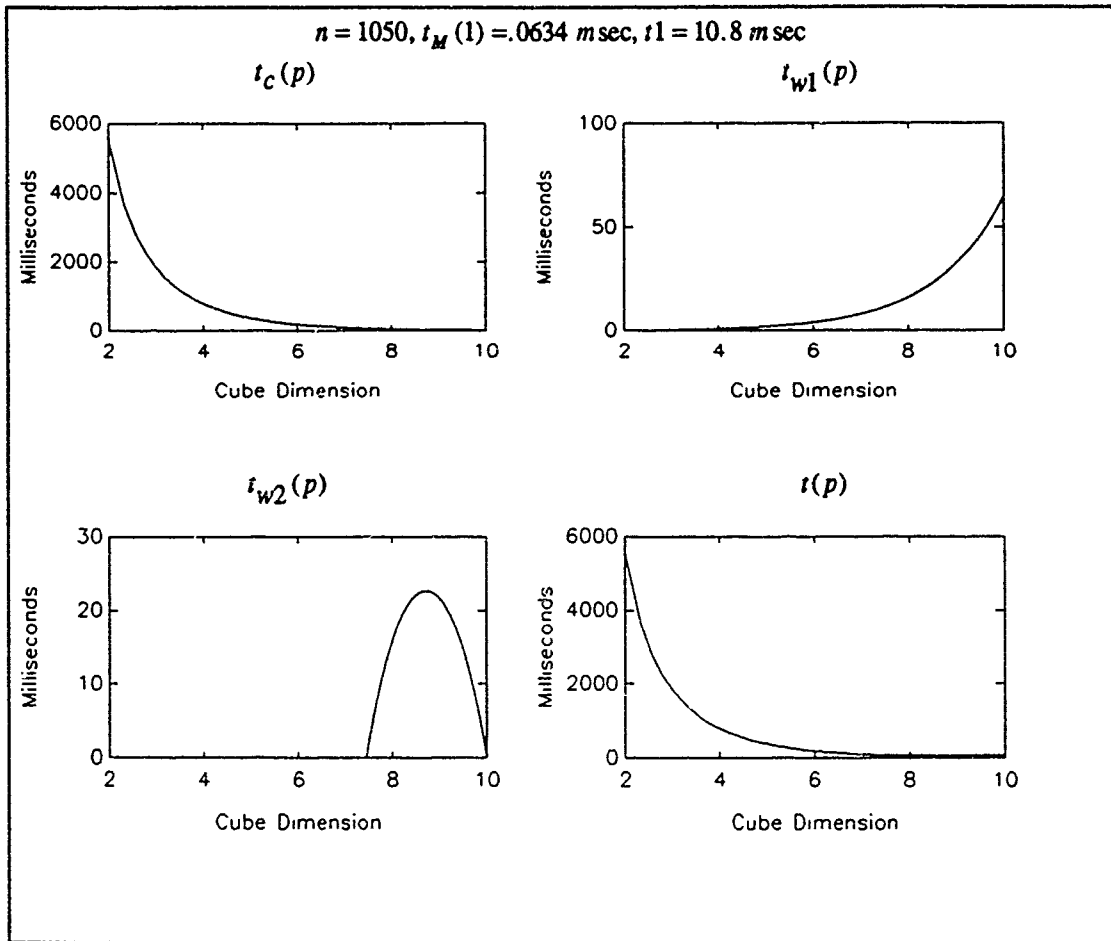 n = 1050, t_M (1) =.0634 msec, t1 = 10.8 msec
t_c(p)
6000
4000
2000
0
Milliseconds
2 4 6 8 10
Cube Dimension
t_w1(p)
100
50
0
Milliseconds
2 4 6 8 10
Cube Dimension
t_w2(p)
30
20
10
0
Milliseconds
2 4 6 8 10
Cube Dimension
t(p)
6000
4000
2000
0
Milliseconds
2 4 6 8 10
Cube Dimension